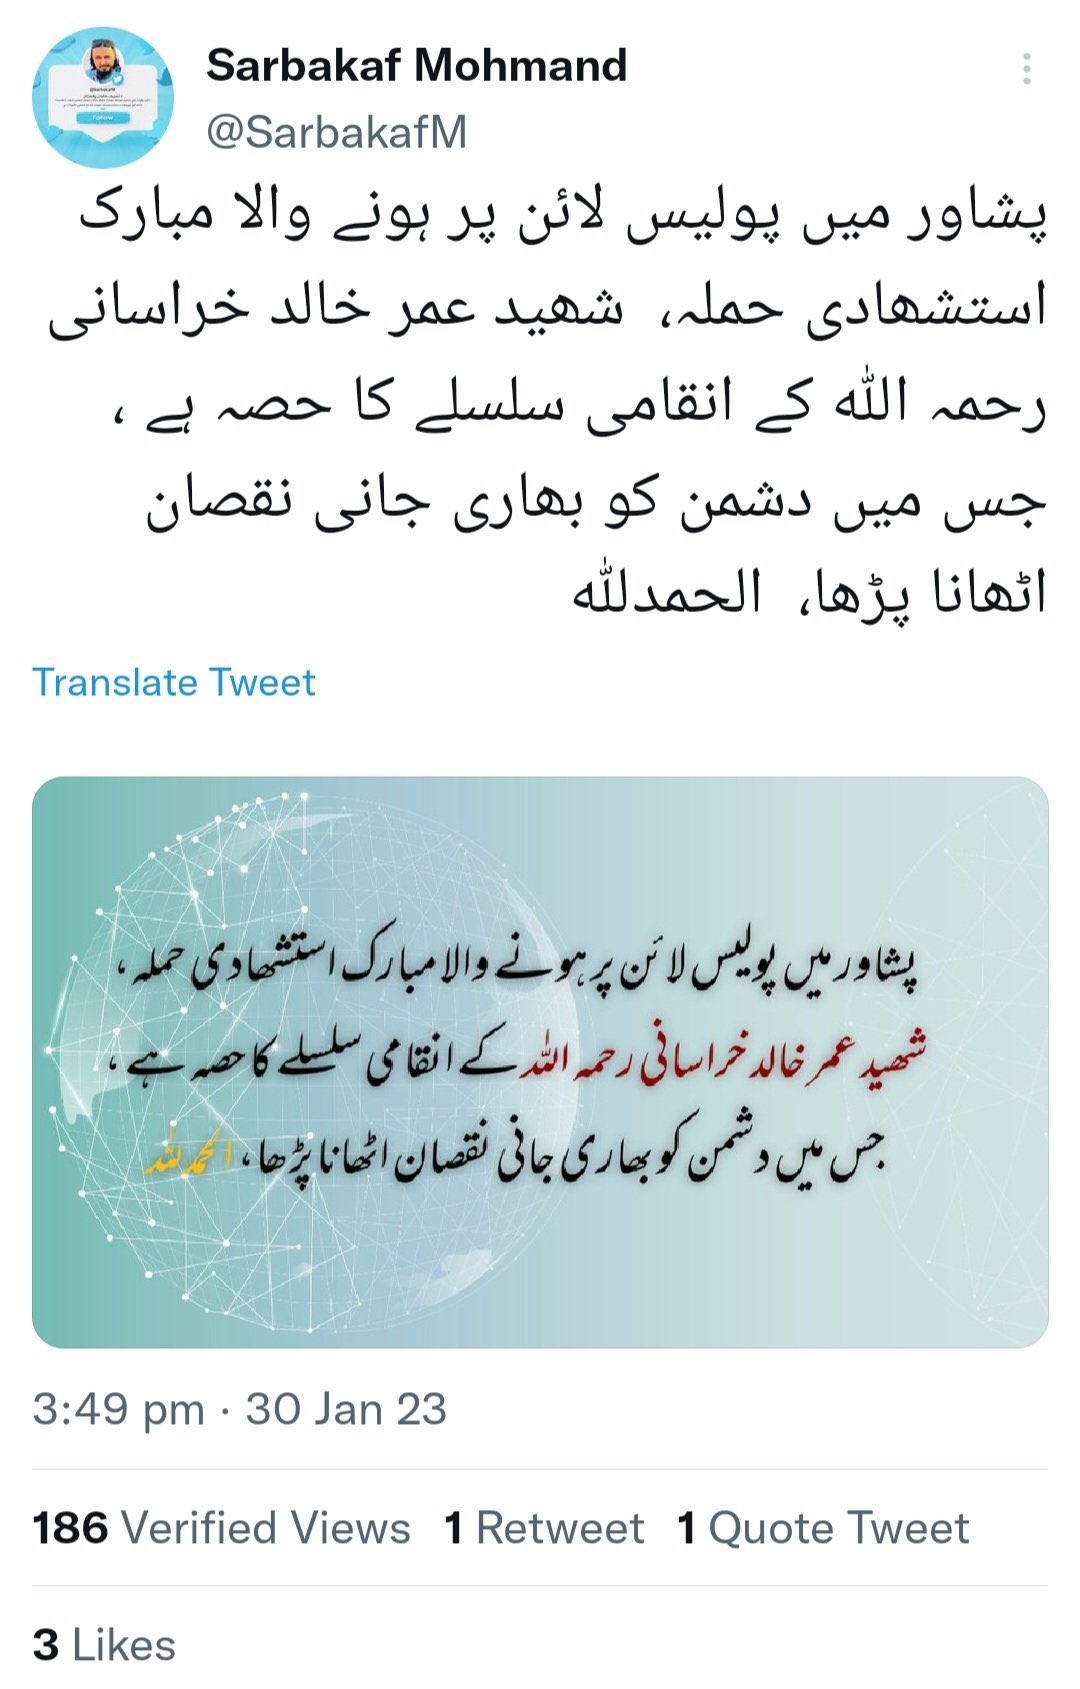 Sarbakaf Mohmand
@SarbakafM
پشاور میں پولیس لائن پر ہونے والا مبارک
استشھادی حملہ، شھید عمر خالد خراسانی
رحمہ اللہ کے انقامی سلسلے کا حصہ ہے ،
جس میں دشمن کو بھاری جانی نقصان
اٹھانا پڑھا، الحمدللہ
Translate Tweet
پشاور میں پولیس لائن پر ہونے والا مبارک استشھادی حملہ،
شھید عمر خالد خراسانی رحمہ اللہ کے انقامی سلسلے کا حصہ ہے ،
جس میں دشمن کو بھاری جانی نقصان اٹھانا پڑھا، الحمدللہ
3:49 pm · 30 Jan 23
186 Verified Views 1 Retweet 1 Quote Tweet
3 Likes